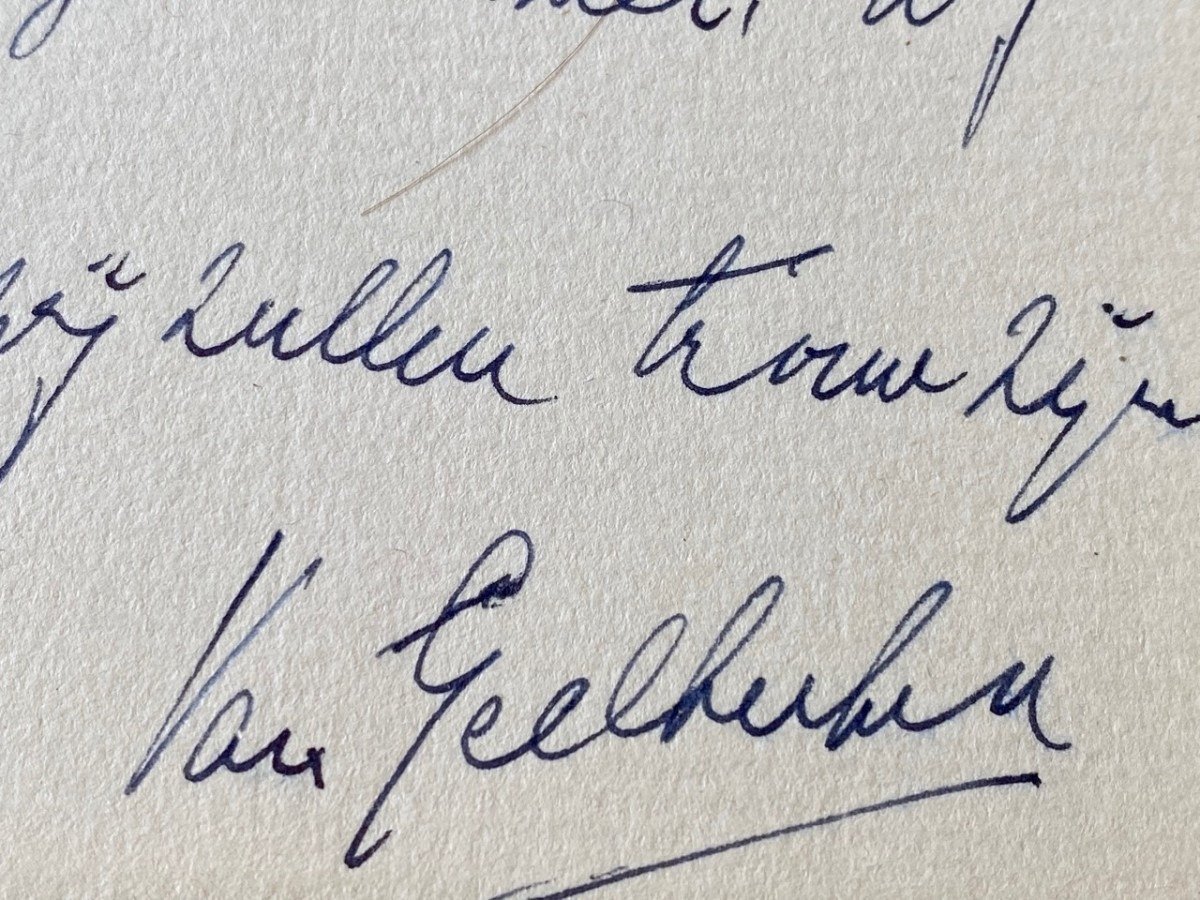 wij zullen trouw zijn
Van Geelkerken